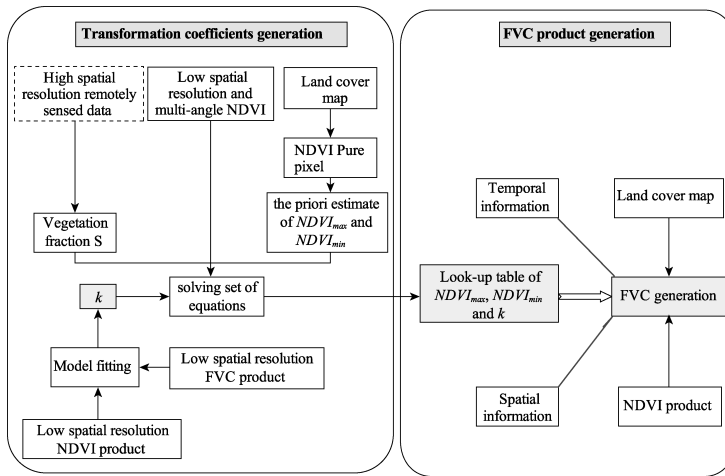 Transformation coefficients generation
High spatial
resolution remotely
sensed data
Low spatial
resolution and
multi-angle NDVI
Land cover
map
NDVI Pure
pixel
the priori estimate
of NDVImax and
NDVImin
Vegetation
fraction S
k
solving set of
equations
Model fitting
Low spatial resolution
FVC product
Low spatial resolution
NDVI product
FVC product generation
Temporal
information
Land cover map
Look-up table of
NDVImax, NDVImin
and k
FVC generation
Spatial
information
NDVI product